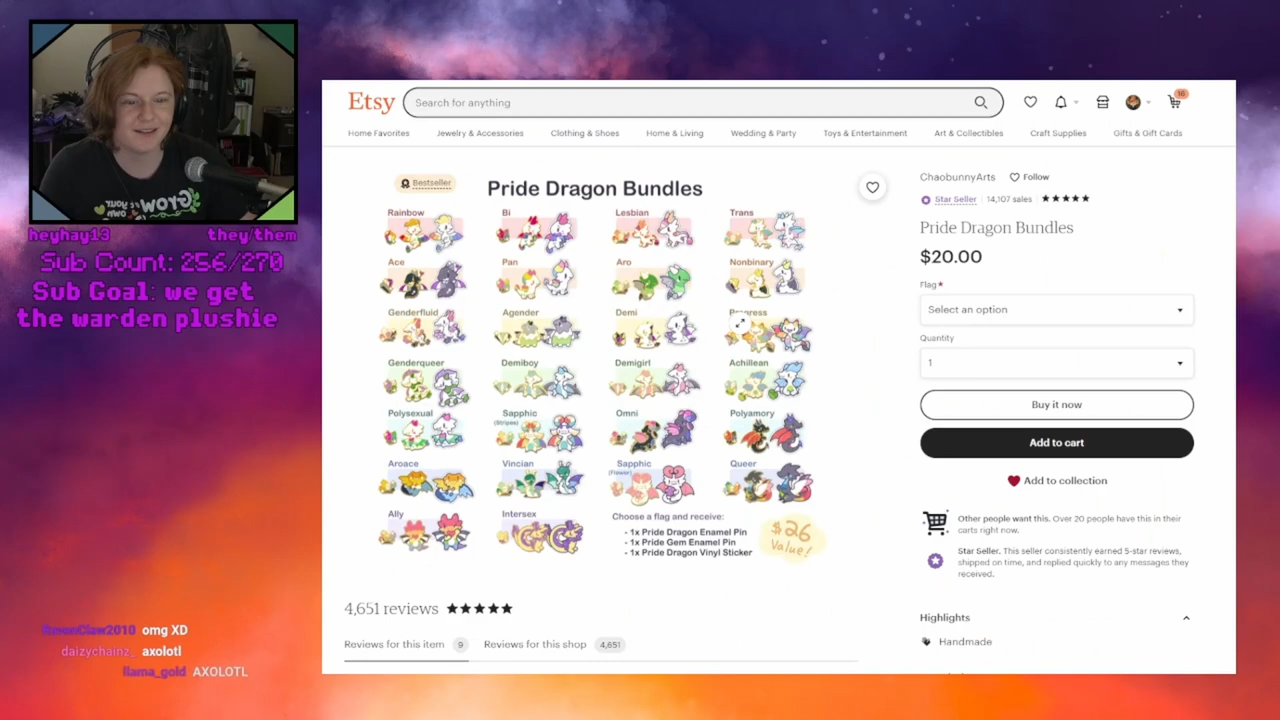 heyhay13
they/them
Sub Count: 256/270
Sub Goal: we get
the warden plushie
omg XD
daizychainz_ axolotl
llama_gold AXOLOTL
Etsy
Search for anything
16
Home Favorites
Jewelry & Accessories
Clothing & Shoes
Home & Living
Wedding & Party
Toys & Entertainment
Art & Collectibles
Craft Supplies
Gifts & Gift Cards
Bestseller
Pride Dragon Bundles
Rainbow
Bi
Lesbian
Trans
Ace
Pan
Aro
Nonbinary
Genderfluid
Agender
Demi
Progress
Genderqueer
Demiboy
Demigirl
Achillean
Polysexual
Sapphic
(Stripes)
Omni
Polyamory
Aroace
Vincian
Sapphic
(Flower)
Queer
Ally
Intersex
Choose a flag and receive:
- 1x Pride Dragon Enamel Pin
- 1x Pride Gem Enamel Pin
- 1x Pride Dragon Vinyl Sticker
$26
Value!
4,651 reviews
Reviews for this item 9
Reviews for this shop 4,651
ChaobunnyArts
Follow
Star Seller
14,107 sales
Pride Dragon Bundles
$20.00
Flag*
Select an option
Quantity
1
Buy it now
Add to cart
Add to collection
Other people want this. Over 20 people have this in their
carts right now.
Star Seller. This seller consistently earned 5-star reviews,
shipped on time, and replied quickly to any messages they
received.
Highlights
Handmade